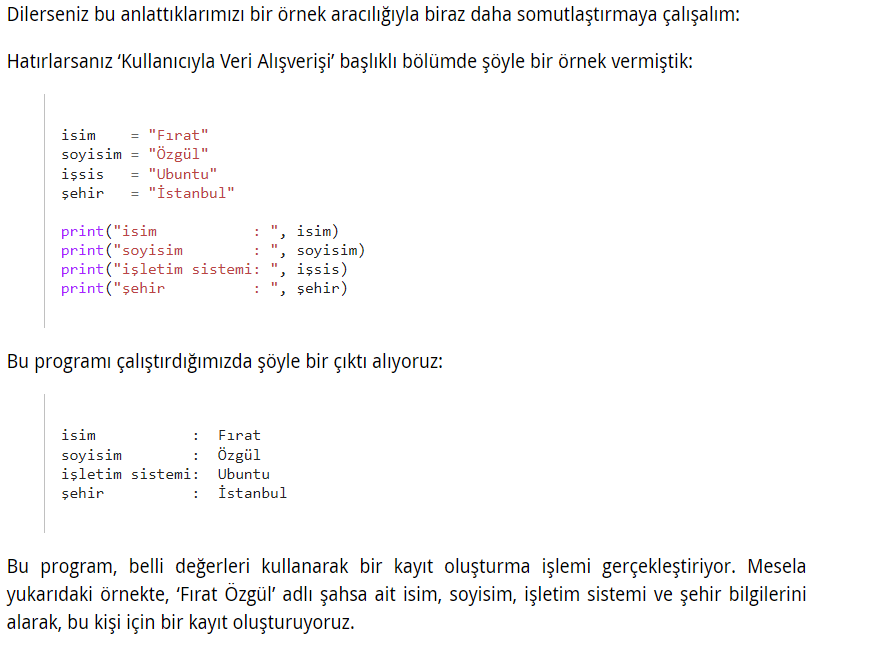 Dilerseniz bu anlattıklarımızı bir örnek aracılığıyla biraz daha somutlaştırmaya çalışalım:
Hatırlarsanız ‘Kullanıcıyla Veri Alışverişi’ başlıklı bölümde şöyle bir örnek vermiştik:
isim    = "Fırat"
soyisim = "Özgül"
işsis   = "Ubuntu"
şehir   = "İstanbul"
print("isim           : ", isim)
print("soyisim        : ", soyisim)
print("işletim sistemi: ", işsis)
print("şehir          : ", şehir)
Bu programı çalıştırdığımızda şöyle bir çıktı alıyoruz:
isim           :  Fırat
soyisim        :  Özgül
işletim sistemi:  Ubuntu
şehir          :  İstanbul
Bu program, belli değerleri kullanarak bir kayıt oluşturma işlemi gerçekleştiriyor. Mesela
yukarıdaki örnekte, ‘Fırat Özgül’ adlı şahsa ait isim, soyisim, işletim sistemi ve şehir bilgilerini
alarak, bu kişi için bir kayıt oluşturuyoruz.